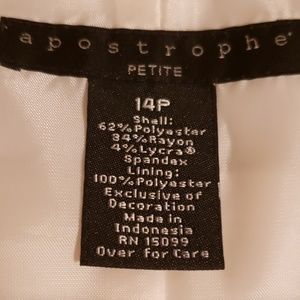 apostrophe
PETITE
14P
Shell:
62%Polyester
34%Rayon
4%Lycra®
Spandex
Lining:
100%Polyester
Exclusive of
Decoration
Made in
Indonesia
RN 15099
Over for Care